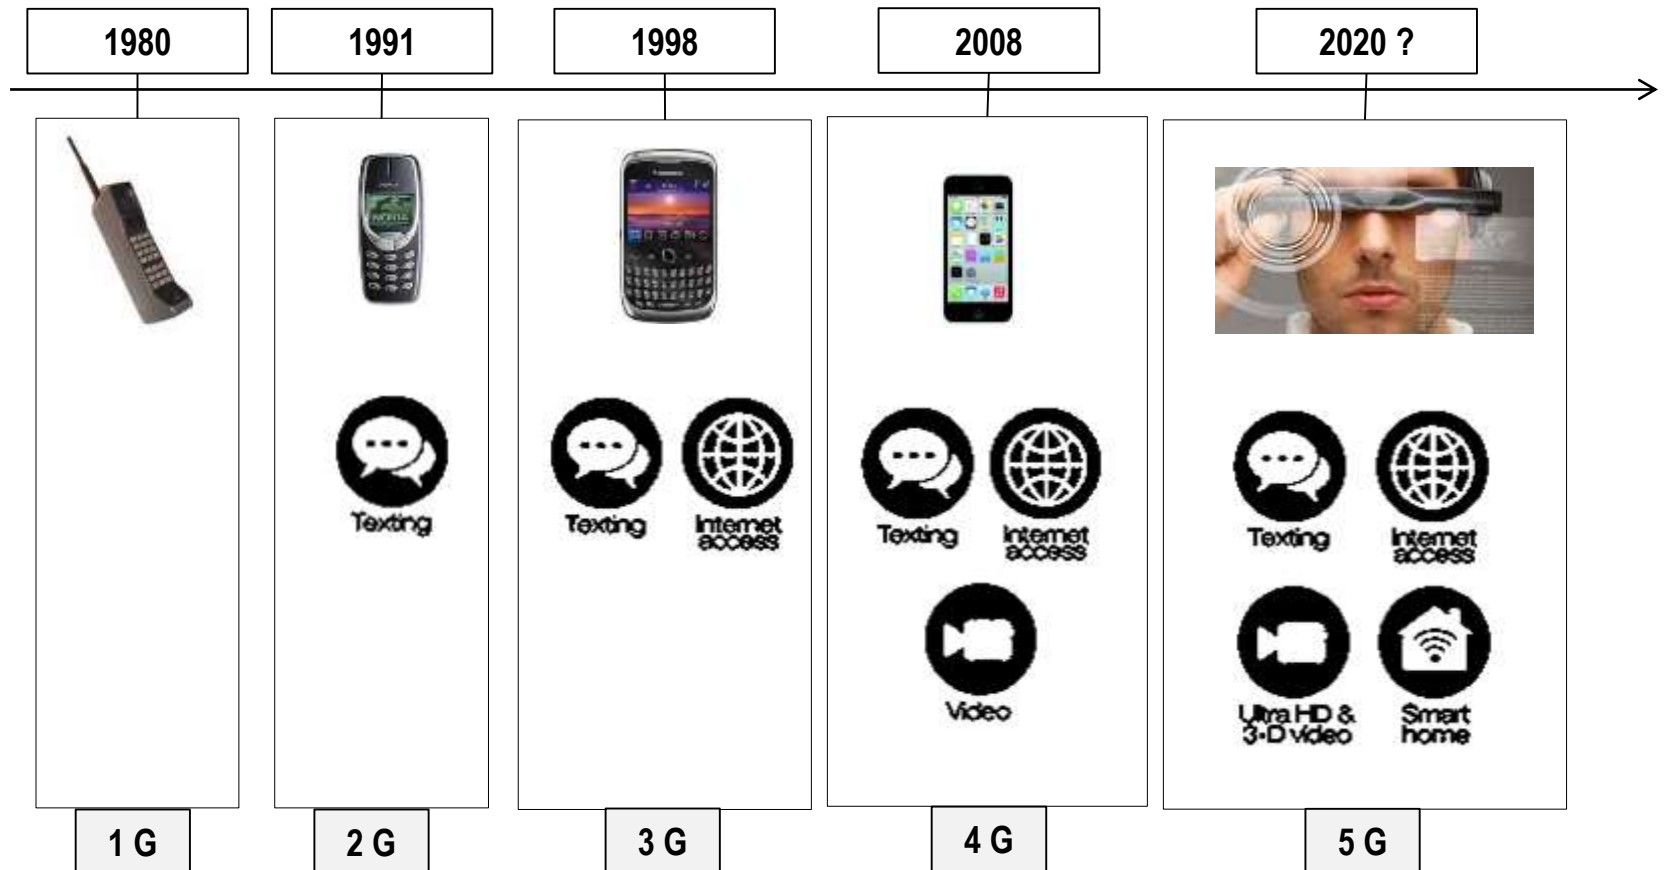 1980
1991
1998
2008
2020 ?
NOKIA
Texting
Texting
Internet
access
Texting
Internet
access
Video
Texting
Internet
access
Ultra HD &
3-D video
Smart
home
1 G
2 G
3 G
4 G
5 G